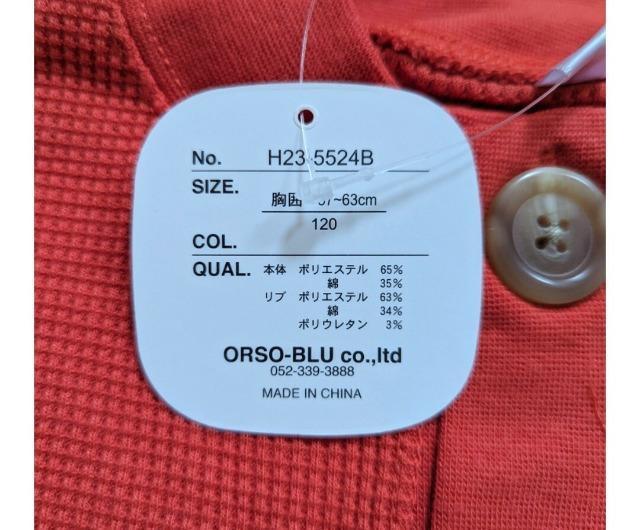 No. H23-5524B
SIZE.
胸囲 ~63cm
120
COL.
QUAL. 本体 ポリエステル 65%
綿 35%
リブ ポリエステル 63%
綿 34%
ポリウレタン 3%
ORSO-BLU co.,ltd
052-339-3888
MADE IN CHINA